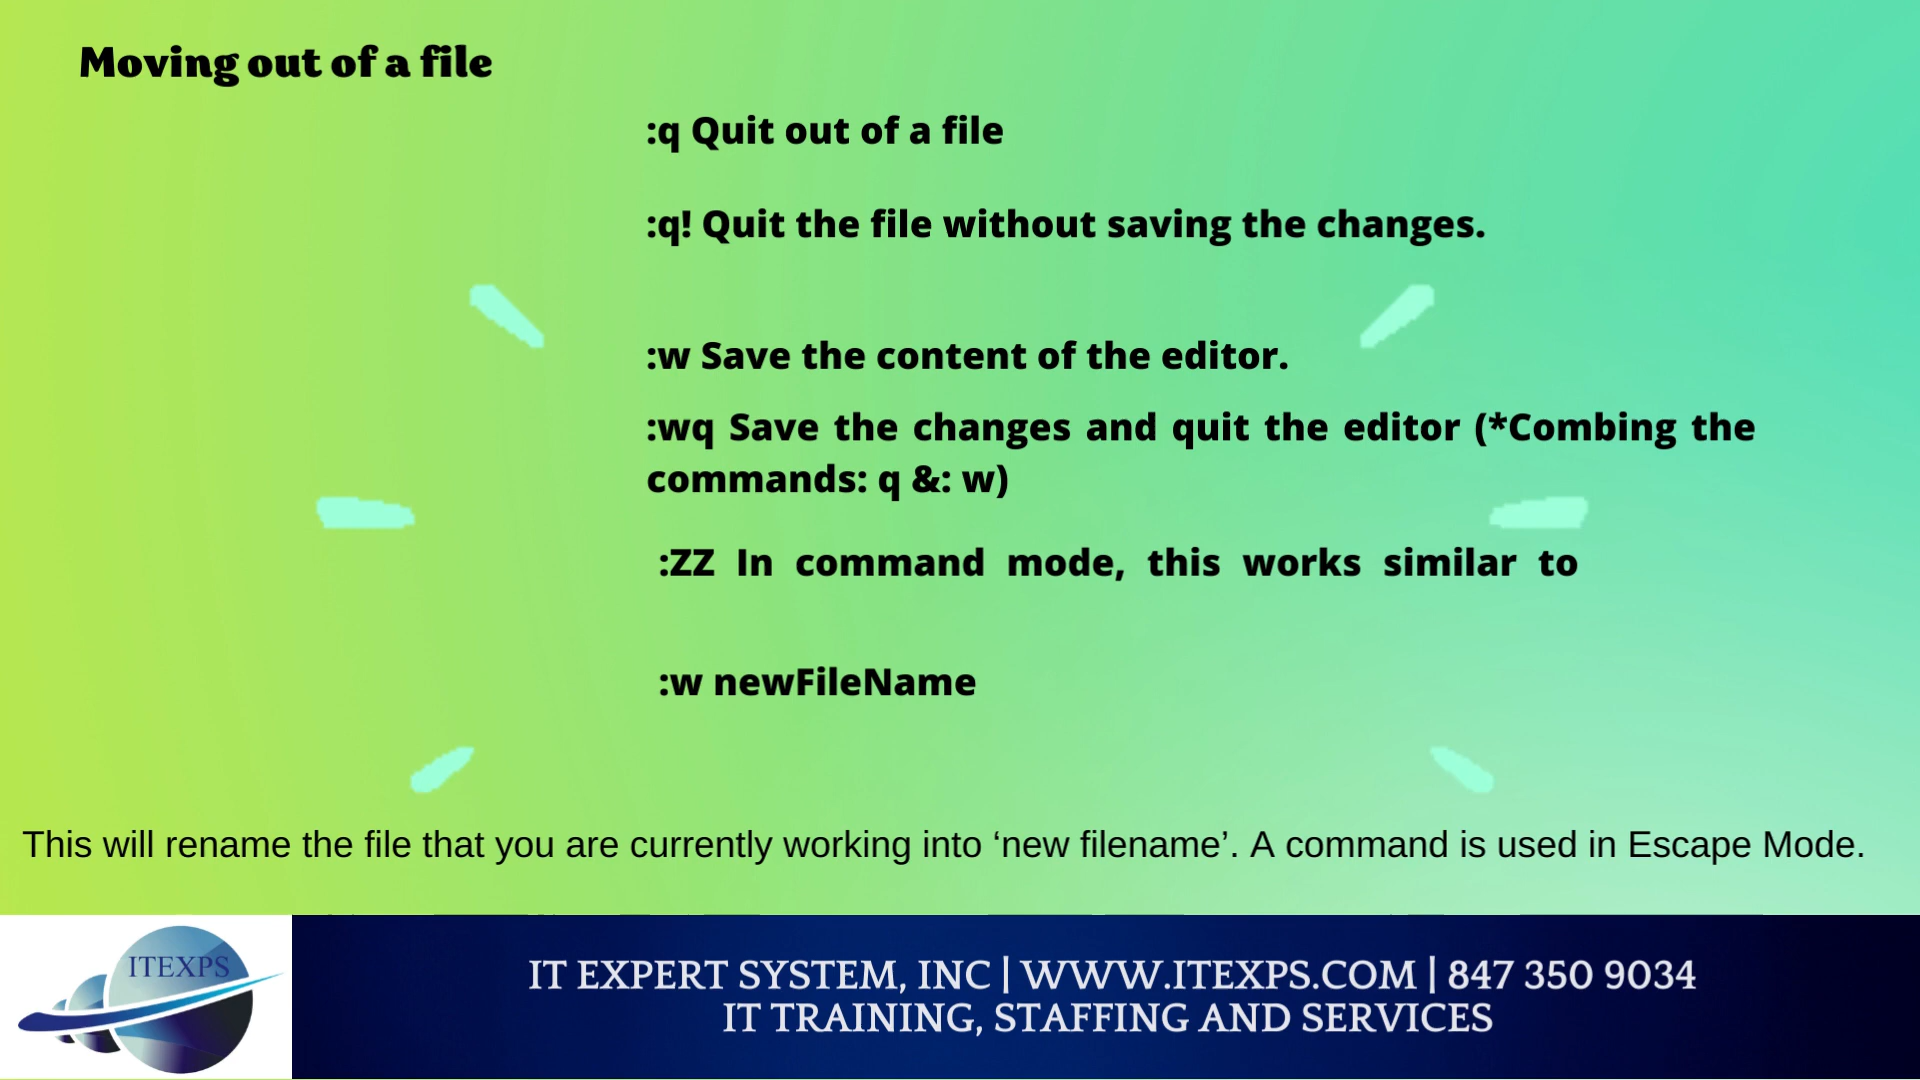 Moving out of a file
:q Quit out of a file
:q! Quit the file without saving the changes.
:w Save the content of the editor.
:wq Save the changes and quit the editor (*Combing the
commands: q &: w)
:ZZ In command mode, this works similar to
:w newFileName
This will rename the file that you are currently working into ‘new filename’. A command is used in Escape Mode.
ITEXPS
IT EXPERT SYSTEM, INC | WWW.ITEXPS.COM | 847 350 9034
IT TRAINING, STAFFING AND SERVICES